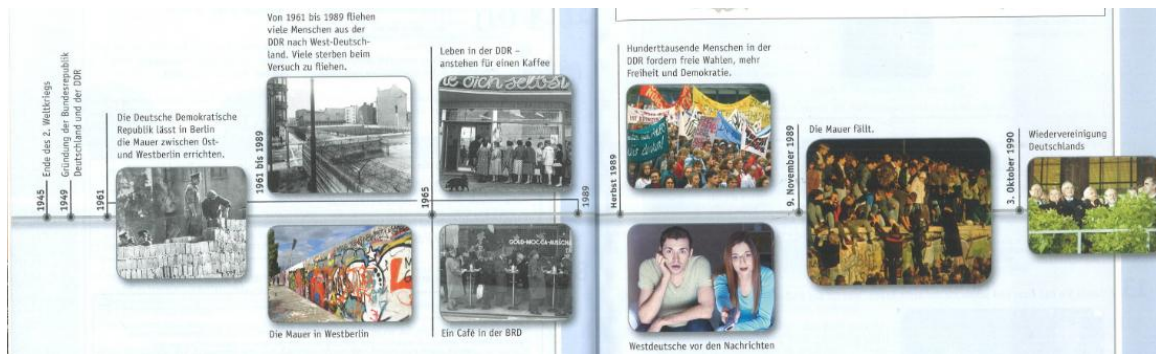 1945
Ende des 2. Weltkriegs
1949
Gründung der Bundesrepublik
Deutschland und der DDR
1961
Die Deutsche Demokratische
Republik lässt in Berlin
die Mauer zwischen Ost-
und Westberlin errichten.
1961 bis 1989
Von 1961 bis 1989 fliehen
viele Menschen aus der
DDR nach West-Deutsch-
land. Viele sterben beim
Versuch zu fliehen.
Die Mauer in Westberlin
1965
Leben in der DDR –
anstehen für einen Kaffee
dich selbst
GOLD-MOCCA-AUSSCHA
Ein Café in der BRD
1989
Herbst 1989
Hunderttausende Menschen in der
DDR fordern freie Wahlen, mehr
Freiheit und Demokratie.
Westdeutsche vor den Nachrichten
9. November 1989
Die Mauer fällt.
3. Oktober 1990
Wiedervereinigung
Deutschlands